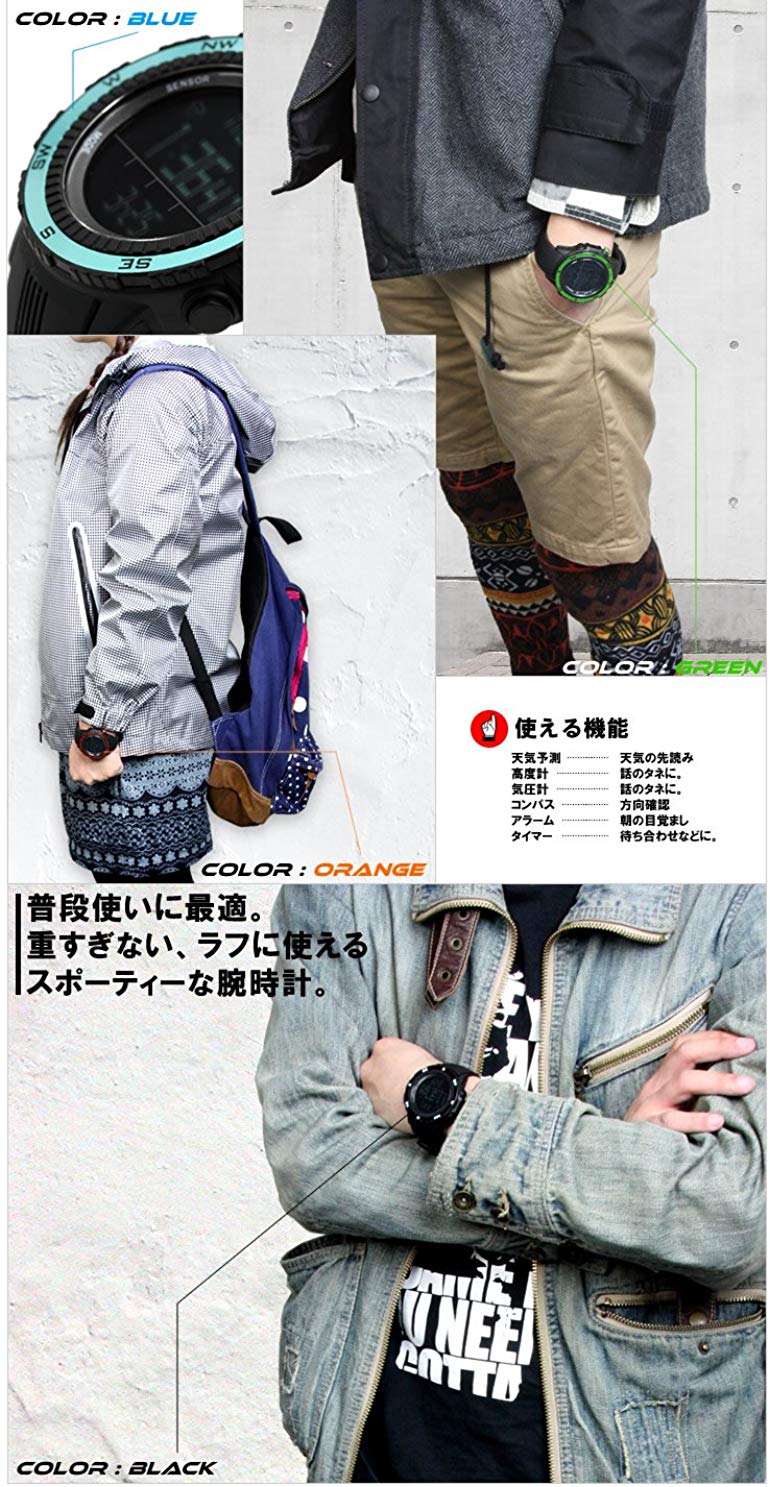 COLOR : BLUE
NW
W
SW
S
SE
SENSOR
MODE
COLOR : GREEN
COLOR : ORANGE
使える機能
天気予測 ………… 天気の先読み
高度計 ………… 話のタネに。
気圧計 ………… 話のタネに。
コンパス ………… 方向確認
アラーム ………… 朝の目覚まし
タイマー ………… 待ち合わせなどに。
普段使いに最適。
重すぎない、ラフに使える
スポーティーな腕時計。
NEED
GOTTA
COLOR : BLACK